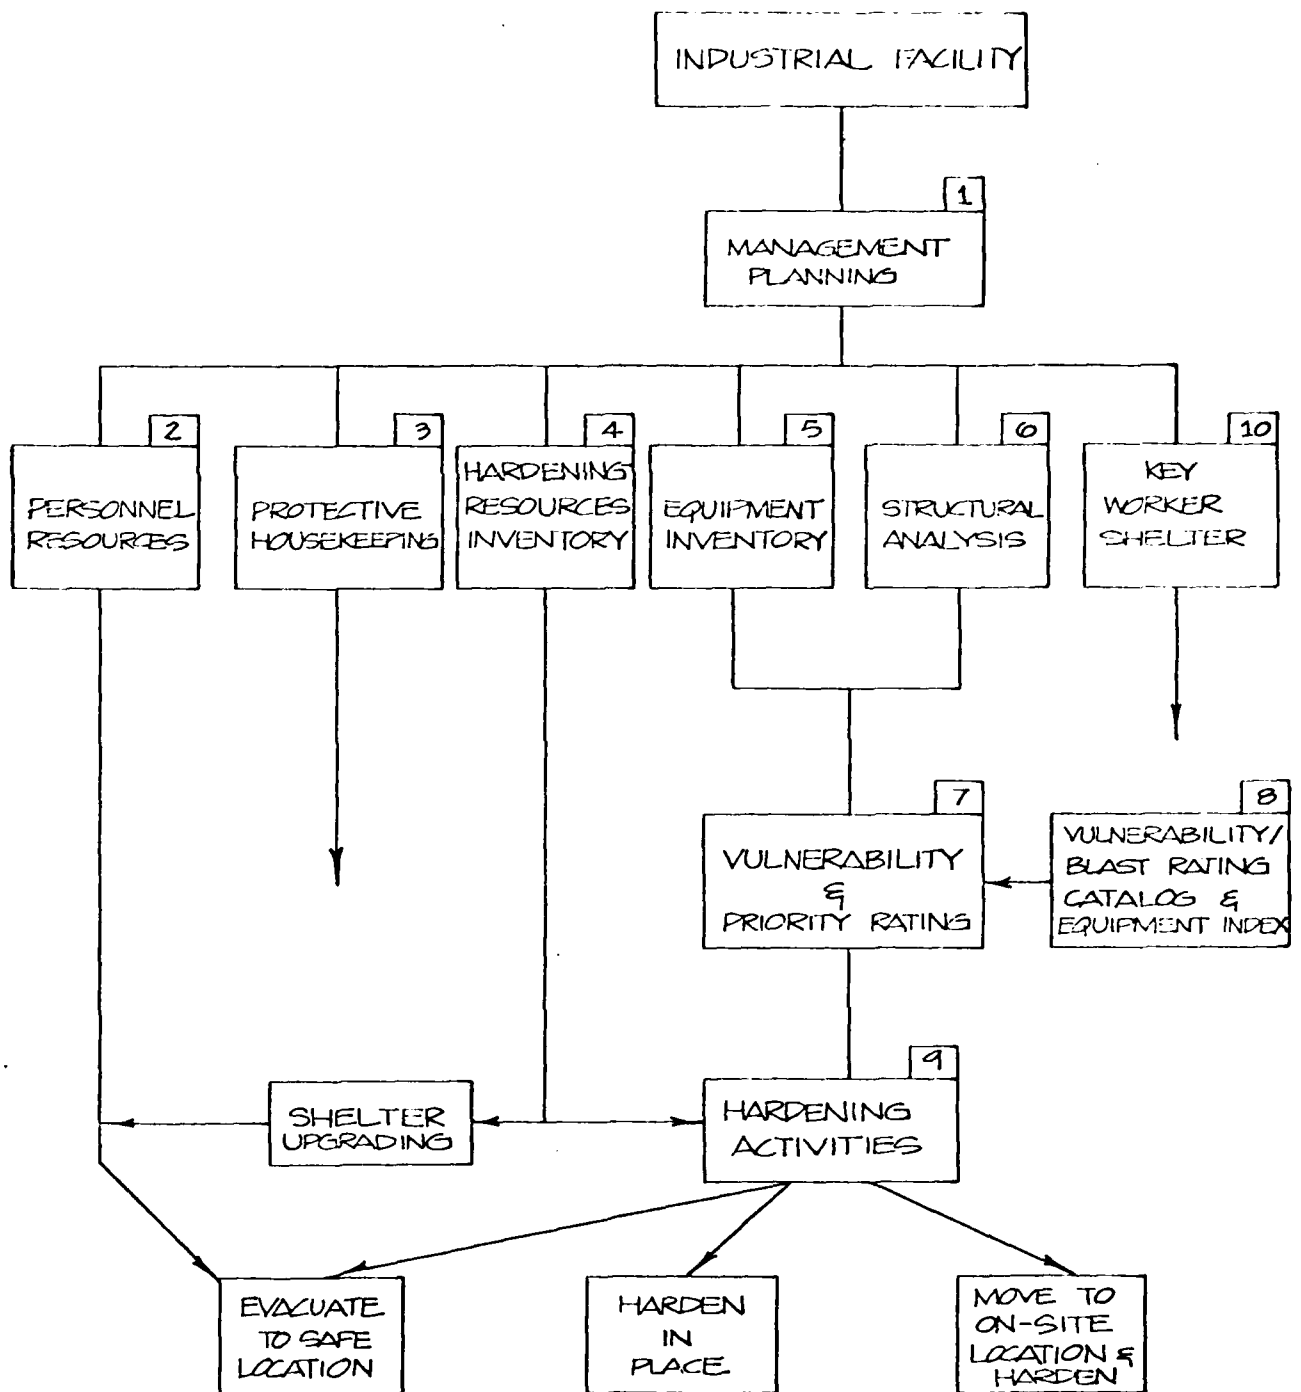 INDUSTRIAL FACILITY
1
MANAGEMENT
PLANNING
2
PERSONNEL
RESOURCES
3
PROTECTIVE
HOUSEKEEPING
4
HARDENING
RESOURCES
INVENTORY
5
EQUIPMENT
INVENTORY
6
STRUCTURAL
ANALYSIS
10
KEY
WORKER
SHELTER
7
VULNERABILITY
&
PRIORITY RATING
8
VULNERABILITY/
BLAST RATING
CATALOG &
EQUIPMENT INDEX
SHELTER
UPGRADING
9
HARDENING
ACTIVITIES
EVACUATE
TO SAFE
LOCATION
HARDEN
IN
PLACE
MOVE TO
ON-SITE
LOCATION &
HARDEN